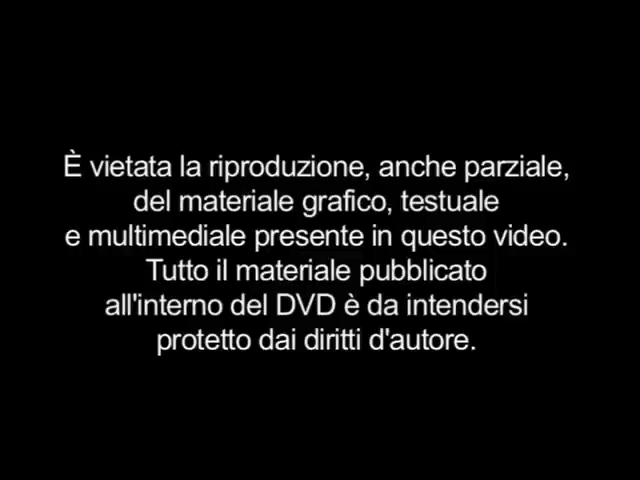 È vietata la riproduzione, anche parziale,
del materiale grafico, testuale
e multimediale presente in questo video.
Tutto il materiale pubblicato
all'interno del DVD è da intendersi
protetto dai diritti d'autore.